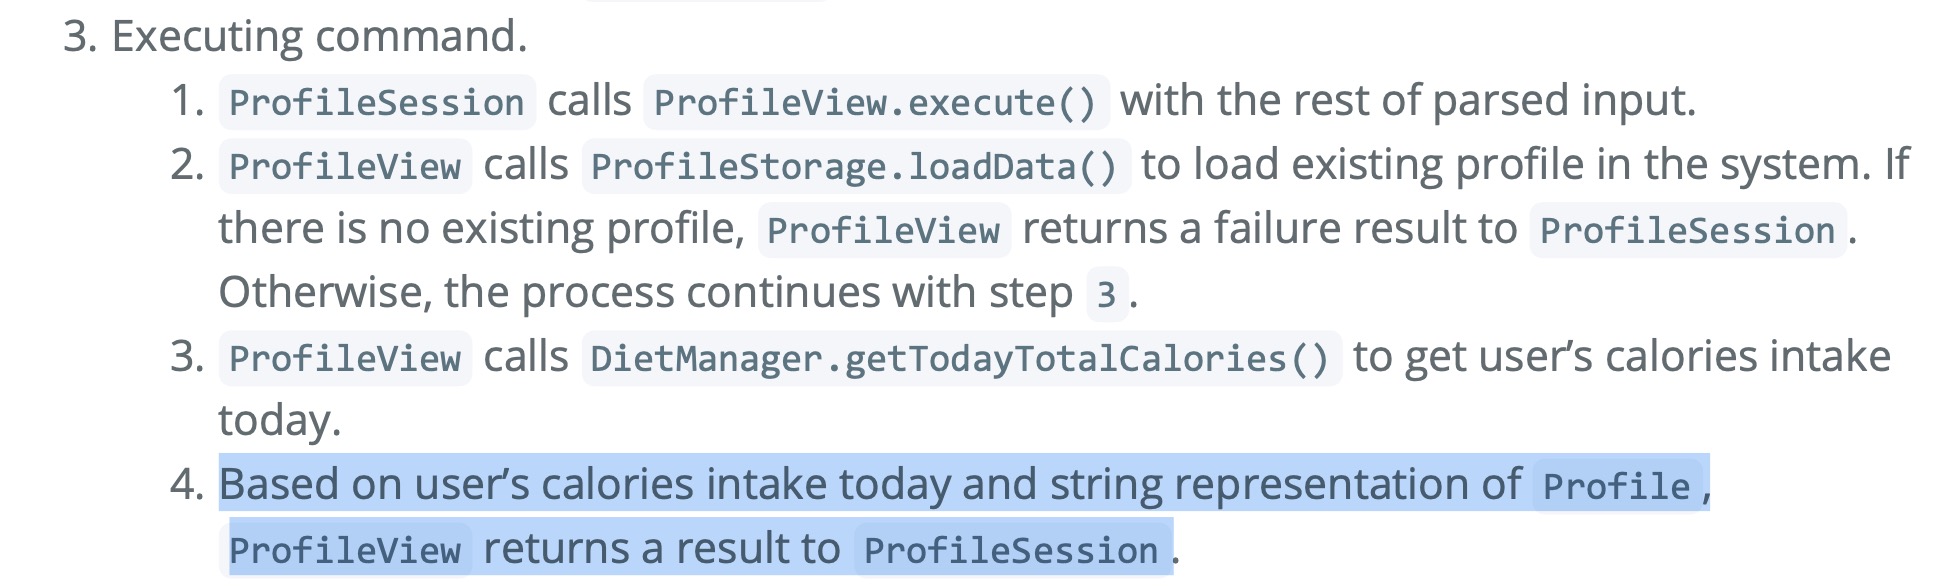 3. Executing command.
1. ProfileSession calls ProfileView.execute() with the rest of parsed input.
2. ProfileView calls ProfileStorage.loadData() to load existing profile in the system. If
there is no existing profile, ProfileView returns a failure result to ProfileSession.
Otherwise, the process continues with step 3.
3. ProfileView calls DietManager.getTodayTotalCalories() to get user’s calories intake
today.
4. Based on user’s calories intake today and string representation of Profile,
ProfileView returns a result to ProfileSession.